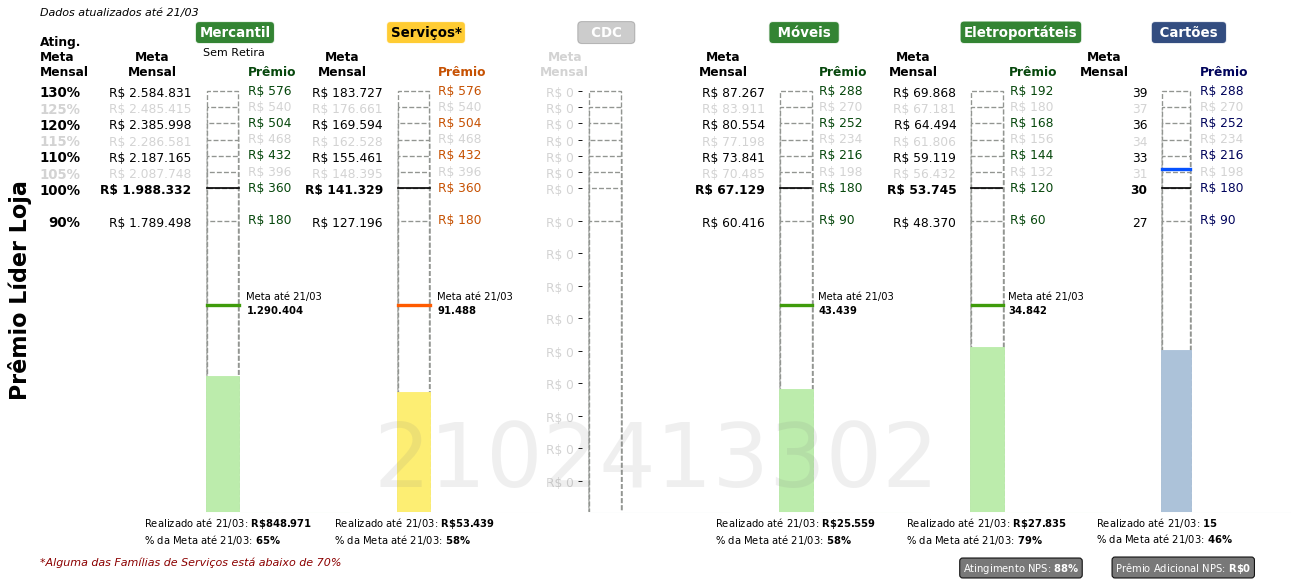 Dados atualizados até 21/03
Mercantil Serviços* CDC Móveis Eletroportáteis Cartões
Sem Retira
Ating. Meta Mensal
Meta Mensal Prêmio Meta Mensal Prêmio Meta Mensal Meta Mensal Prêmio Meta Mensal Prêmio Meta Mensal Prêmio
130% R$ 2.584.831 R$ 576 R$ 183.727 R$ 576 R$ 0 R$ 87.267 R$ 288 R$ 69.868 R$ 192 39 R$ 288
125% R$ 2.485.415 R$ 540 R$ 176.661 R$ 540 R$ 0 R$ 83.911 R$ 270 R$ 67.181 R$ 180 37 R$ 270
120% R$ 2.385.998 R$ 504 R$ 169.594 R$ 504 R$ 0 R$ 80.554 R$ 252 R$ 64.494 R$ 168 36 R$ 252
115% R$ 2.286.581 R$ 468 R$ 162.528 R$ 468 R$ 0 R$ 77.198 R$ 234 R$ 61.806 R$ 156 34 R$ 234
110% R$ 2.187.165 R$ 432 R$ 155.461 R$ 432 R$ 0 R$ 73.841 R$ 216 R$ 59.119 R$ 144 33 R$ 216
105% R$ 2.087.748 R$ 396 R$ 148.395 R$ 396 R$ 0 R$ 70.485 R$ 198 R$ 56.432 R$ 132 31 R$ 198
100% R$ 1.988.332 R$ 360 R$ 141.329 R$ 360 R$ 0 R$ 67.129 R$ 180 R$ 53.745 R$ 120 30 R$ 180
90% R$ 1.789.498 R$ 180 R$ 127.196 R$ 180 R$ 0 R$ 60.416 R$ 90 R$ 48.370 R$ 60 27 R$ 90
R$ 0
R$ 0
R$ 0
R$ 0
R$ 0
R$ 0
R$ 0
R$ 0
Prêmio Líder Loja
Meta até 21/03 Meta até 21/03 Meta até 21/03 Meta até 21/03
1.290.404 91.488 43.439 34.842
2102413302
Realizado até 21/03: R$848.971 Realizado até 21/03: R$53.439 Realizado até 21/03: R$25.559 Realizado até 21/03: R$27.835 Realizado até 21/03: 15
% da Meta até 21/03: 65% % da Meta até 21/03: 58% % da Meta até 21/03: 58% % da Meta até 21/03: 79% % da Meta até 21/03: 46%
*Alguma das Famílias de Serviços está abaixo de 70%
Atingimento NPS: 88% Prêmio Adicional NPS: R$0